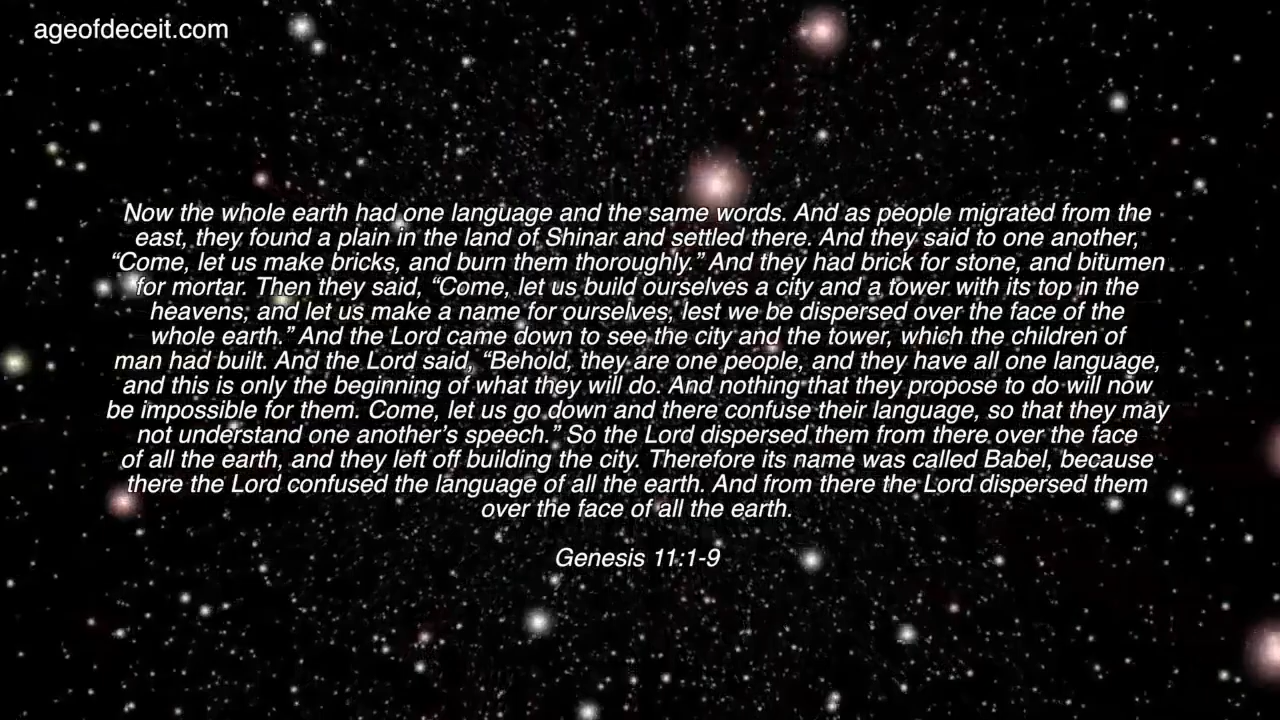 ageofdeceit.com
Now the whole earth had one language and the same words. And as people migrated from the
east, they found a plain in the land of Shinar and settled there. And they said to one another,
“Come, let us make bricks, and burn them thoroughly.” And they had brick for stone, and bitumen
for mortar. Then they said, “Come, let us build ourselves a city and a tower with its top in the
heavens, and let us make a name for ourselves, lest we be dispersed over the face of the
whole earth.” And the Lord came down to see the city and the tower, which the children of
man had built. And the Lord said, “Behold, they are one people, and they have all one language,
and this is only the beginning of what they will do. And nothing that they propose to do will now
be impossible for them. Come, let us go down and there confuse their language, so that they may
not understand one another’s speech.” So the Lord dispersed them from there over the face
of all the earth, and they left off building the city. Therefore its name was called Babel, because
there the Lord confused the language of all the earth. And from there the Lord dispersed them
over the face of all the earth.
Genesis 11:1-9